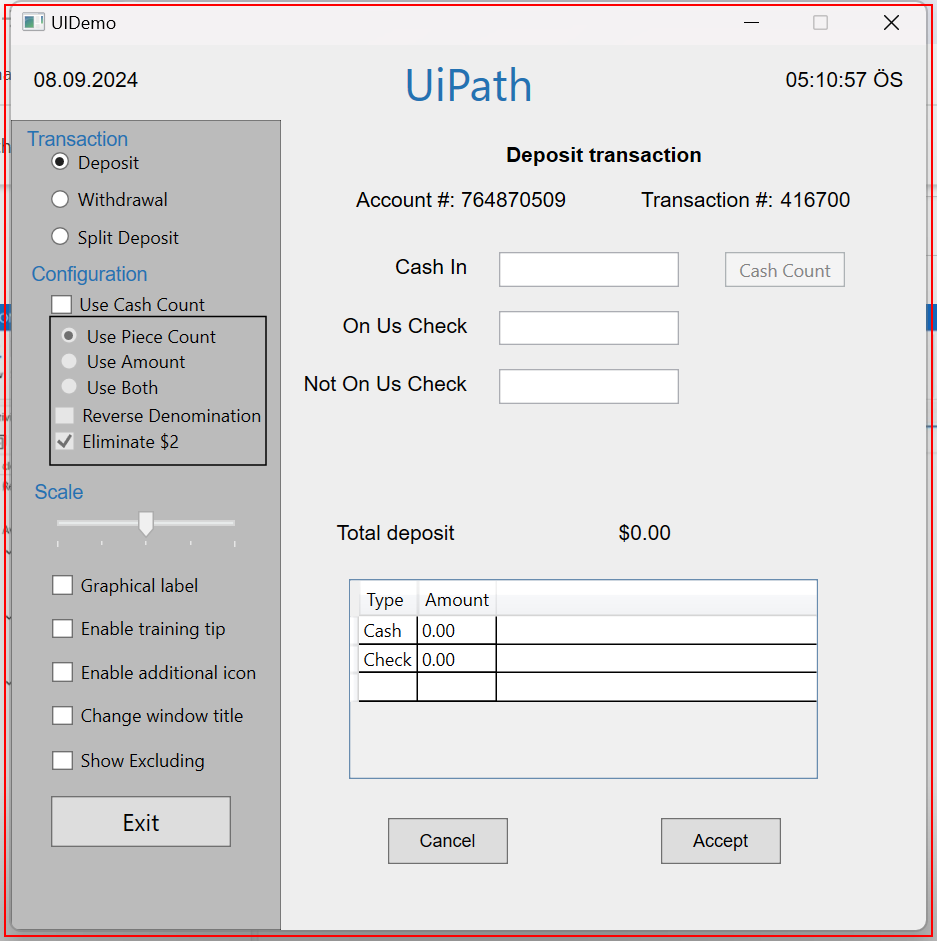 UIDemo
08.09.2024
UiPath
05:10:57 ÖS
Transaction
Deposit
Withdrawal
Split Deposit
Configuration
Use Cash Count
Use Piece Count
Use Amount
Use Both
Reverse Denomination
Eliminate $2
Scale
Graphical label
Enable training tip
Enable additional icon
Change window title
Show Excluding
Exit
Deposit transaction
Account #: 764870509 Transaction #: 416700
Cash In
Cash Count
On Us Check
Not On Us Check
Total deposit $0.00
Type Amount
Cash 0.00
Check 0.00
Cancel Accept